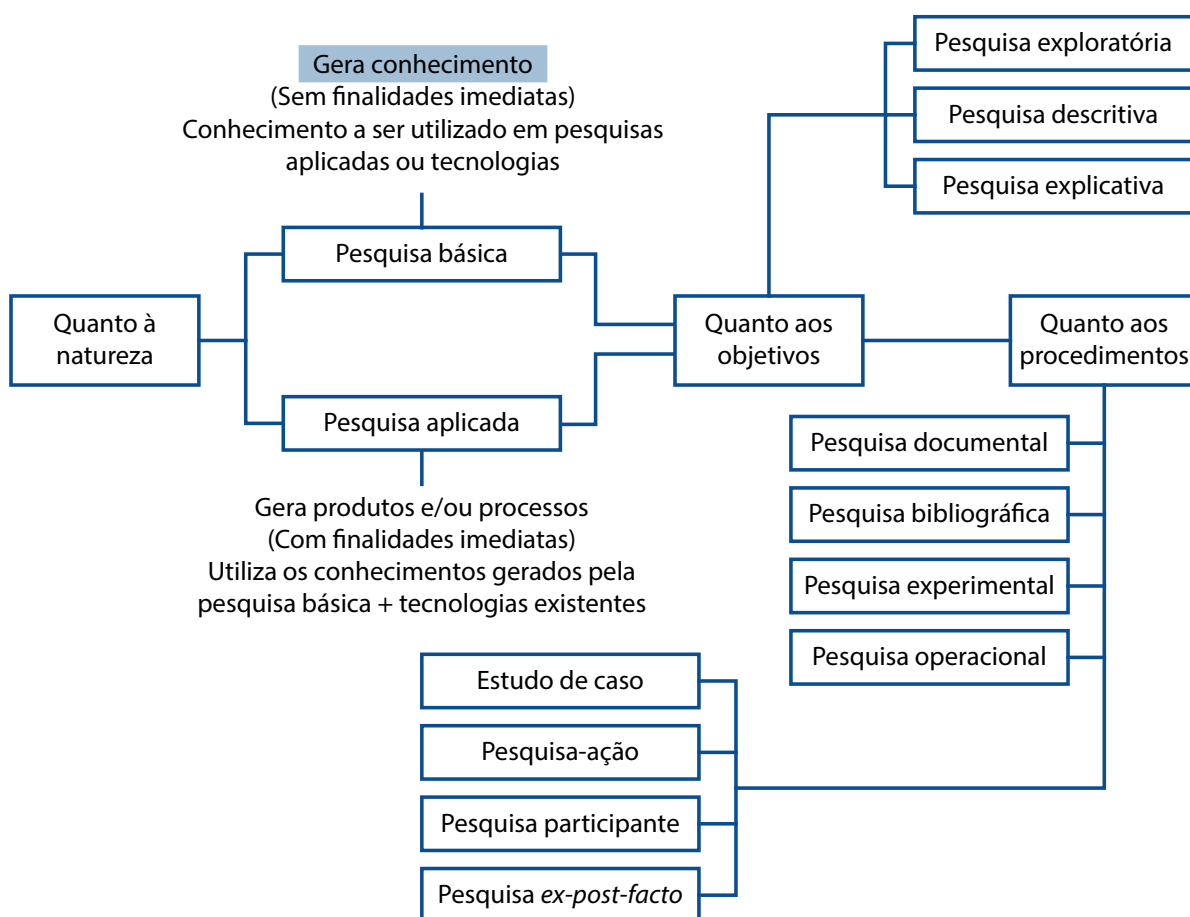 Gera conhecimento
(Sem finalidades imediatas)
Conhecimento a ser utilizado em pesquisas
aplicadas ou tecnologias
Pesquisa básica
Quanto à
natureza
Pesquisa aplicada
Gera produtos e/ou processos
(Com finalidades imediatas)
Utiliza os conhecimentos gerados pela
pesquisa básica + tecnologias existentes
Quanto aos
objetivos
Pesquisa exploratória
Pesquisa descritiva
Pesquisa explicativa
Quanto aos
procedimentos
Pesquisa documental
Pesquisa bibliográfica
Pesquisa experimental
Pesquisa operacional
Estudo de caso
Pesquisa-ação
Pesquisa participante
Pesquisa ex-post-facto